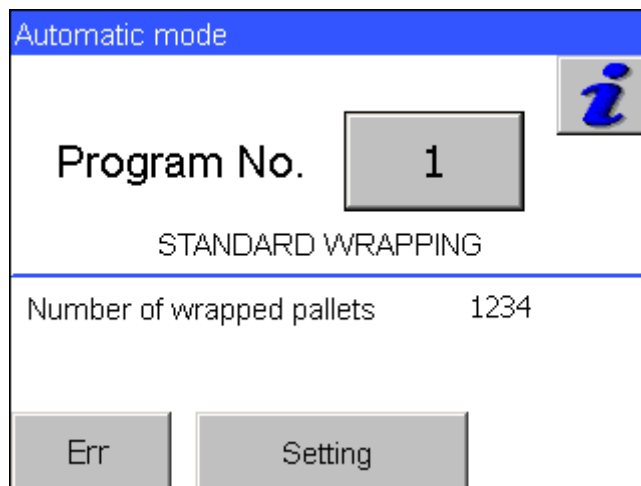 Automatic mode
i
Program No. 1
STANDARD WRAPPING
Number of wrapped pallets 1234
Err Setting